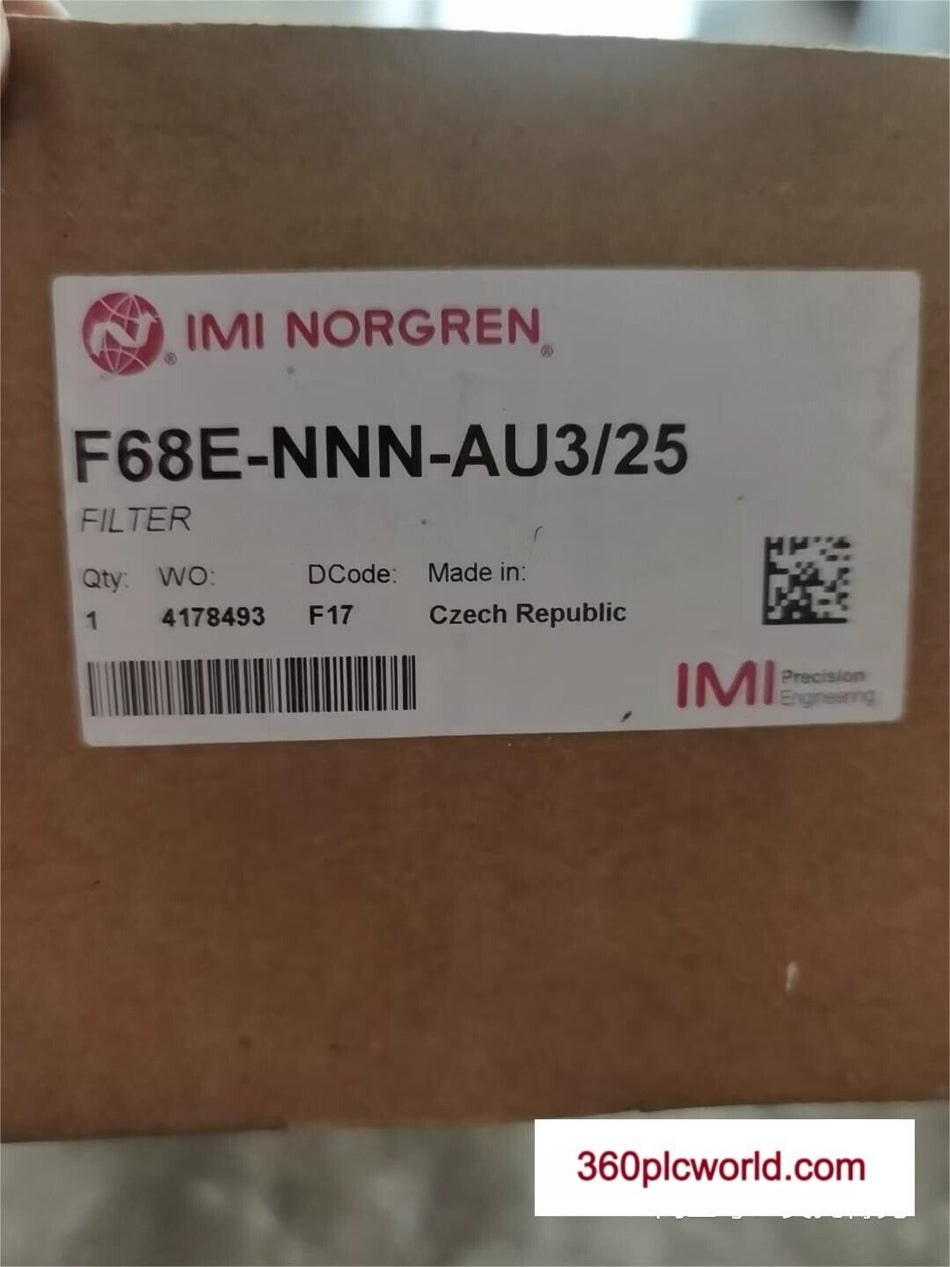 IMI NORGREN®
F68E-NNN-AU3/25
FILTER
Qty: WO: DCode: Made in:
1 4178493 F17 Czech Republic
IMI Precision
Engineering
360plcworld.com